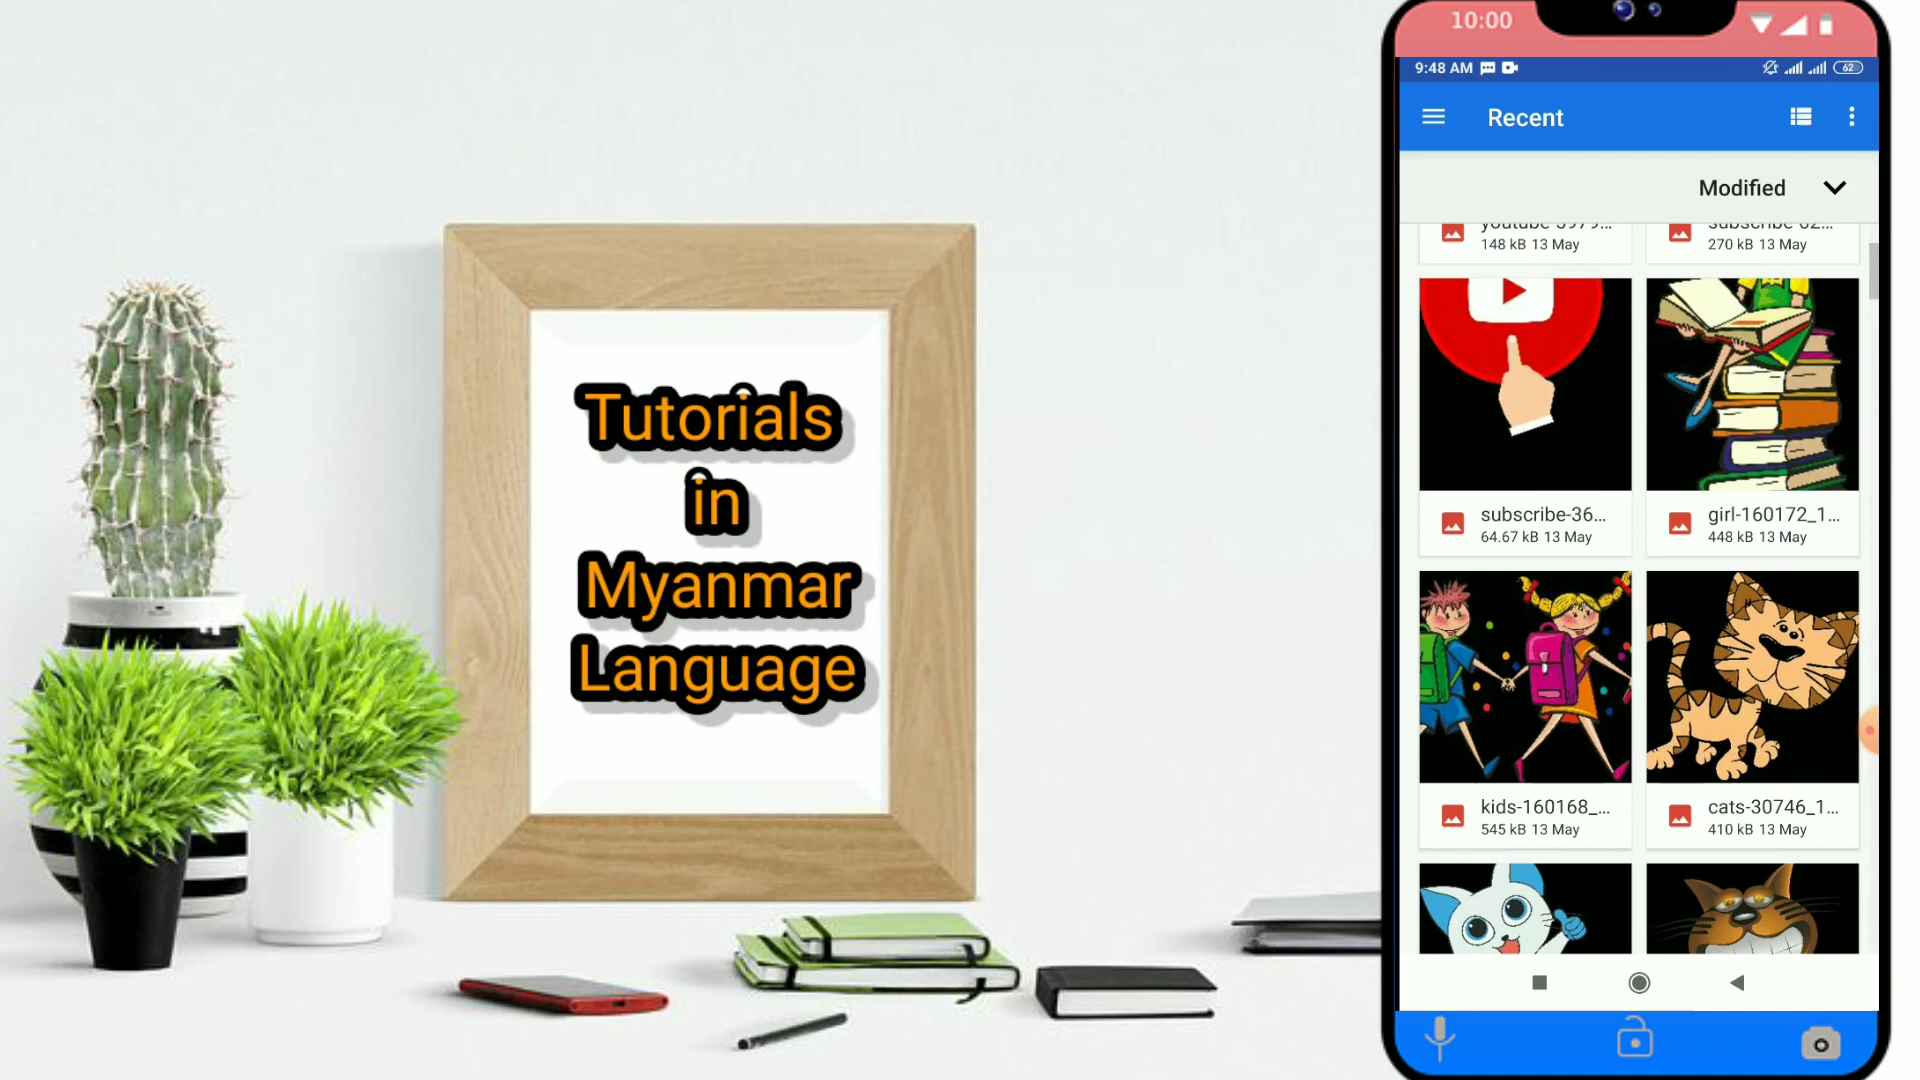 Tutorials
in
Myanmar
Language
10:00
9:48 AM
62
Recent
Modified
148 kB 13 May
270 kB 13 May
subscribe-36...
64.67 kB 13 May
girl-160172_1...
448 kB 13 May
kids-160168_...
545 kB 13 May
cats-30746_1...
410 kB 13 May